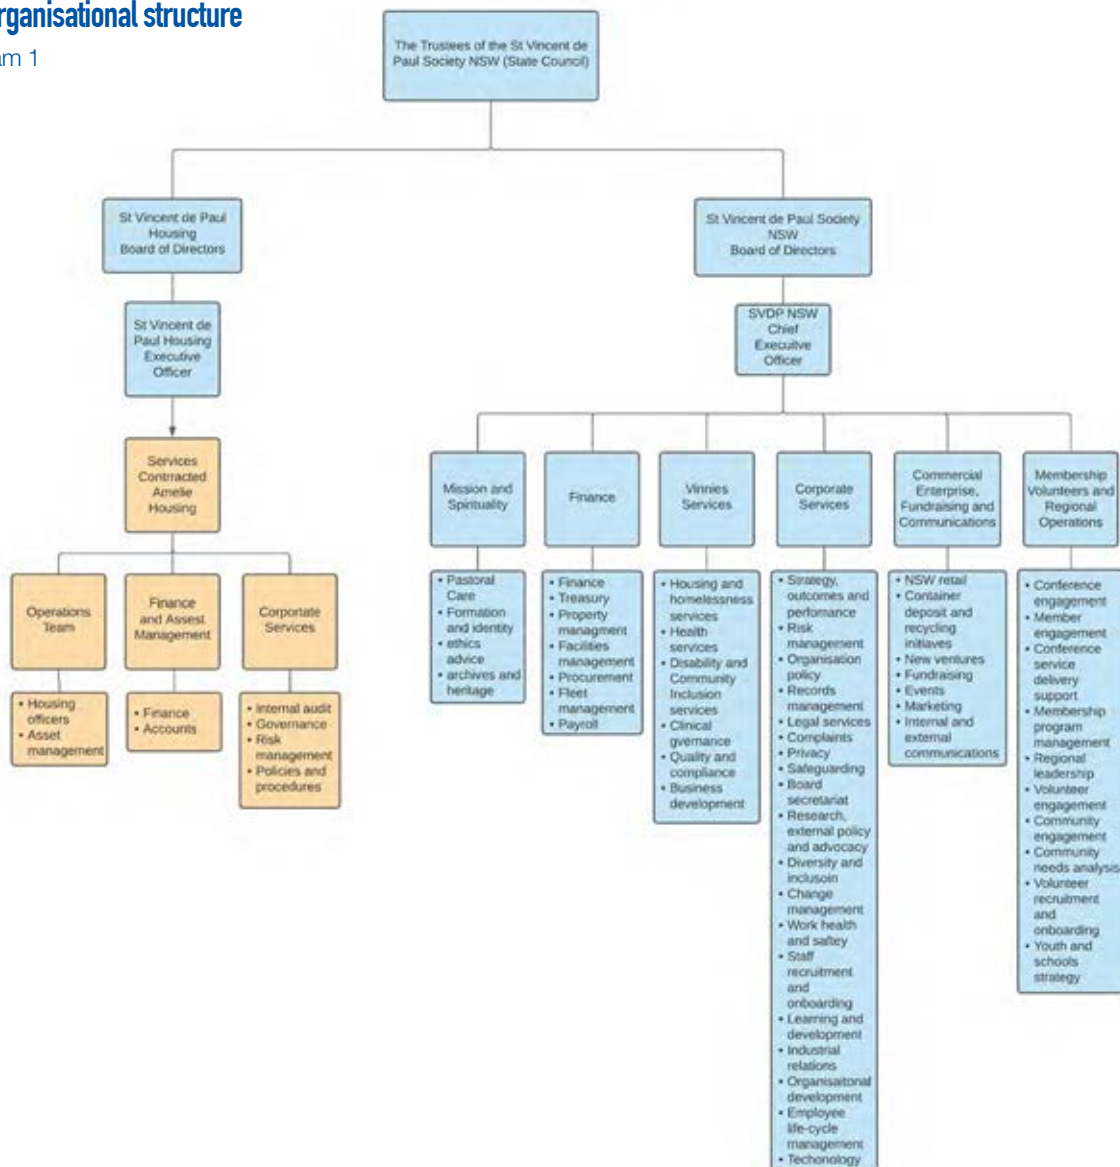 rganisational structure
am 1
The Trustees of the St Vincent de
Paul Society NSW (State Council)
St Vincent de Paul
Housing
Board of Directors
St Vincent de Paul Society
NSW
Board of Directors
St Vincent de
Paul Housing
Executive
Officer
SVDP NSW
Chief
Executive
Officer
Services
Contrracted
Amelie
Housing
Operations
Team
Finance
and Assest
Management
Corportate
Services
• Housing
officers
• Asset
management
• Finance
• Accounts
• Internal audit
• Governance
• Risk
management
• Policies and
procedures
Mission and
Spirituality
Finance
Vinnies
Services
Corporate
Services
Commercial
Enterprise,
Fundraising and
Communications
Membership
Volunteers and
Regional
Operations
• Pastoral
Care
• Formation
and identity
• ethics
advice
• archives and
heritage
• Finance
• Treasury
• Property
managment
• Facilities
management
• Procurement
• Fleet
management
• Payroll
• Housing and
homelessness
services
• Health
services
• Disability and
Community
Inclusion
services
• Clinical
gvernance
• Quality and
compliance
• Business
development
• Strategy,
outcomes and
perfomance
• Risk
management
• Organisation
policy
• Records
management
• Legal services
• Complaints
• Privacy
• Safeguarding
• Board
secretariat
• Research,
external policy
and advocacy
• Diversity and
inclusoin
• Change
management
• Work health
and saftey
• Staff
recruitment
and
onboarding
• Learning and
development
• Industrial
relations
• Organisaitonal
development
• Employee
life-cycle
management
• Techonology
• NSW retail
• Container
deposit and
recycling
initiaves
• New ventures
• Fundraising
• Events
• Marketing
• Internal and
external
communications
• Conference
engagement
• Member
engagement
• Conference
service
delivery
support
• Membership
program
management
• Regional
leadership
• Volunteer
engagement
• Community
engagement
• Community
needs analysis
• Volunteer
recruitment
and
onboarding
• Youth and
schools
strategy